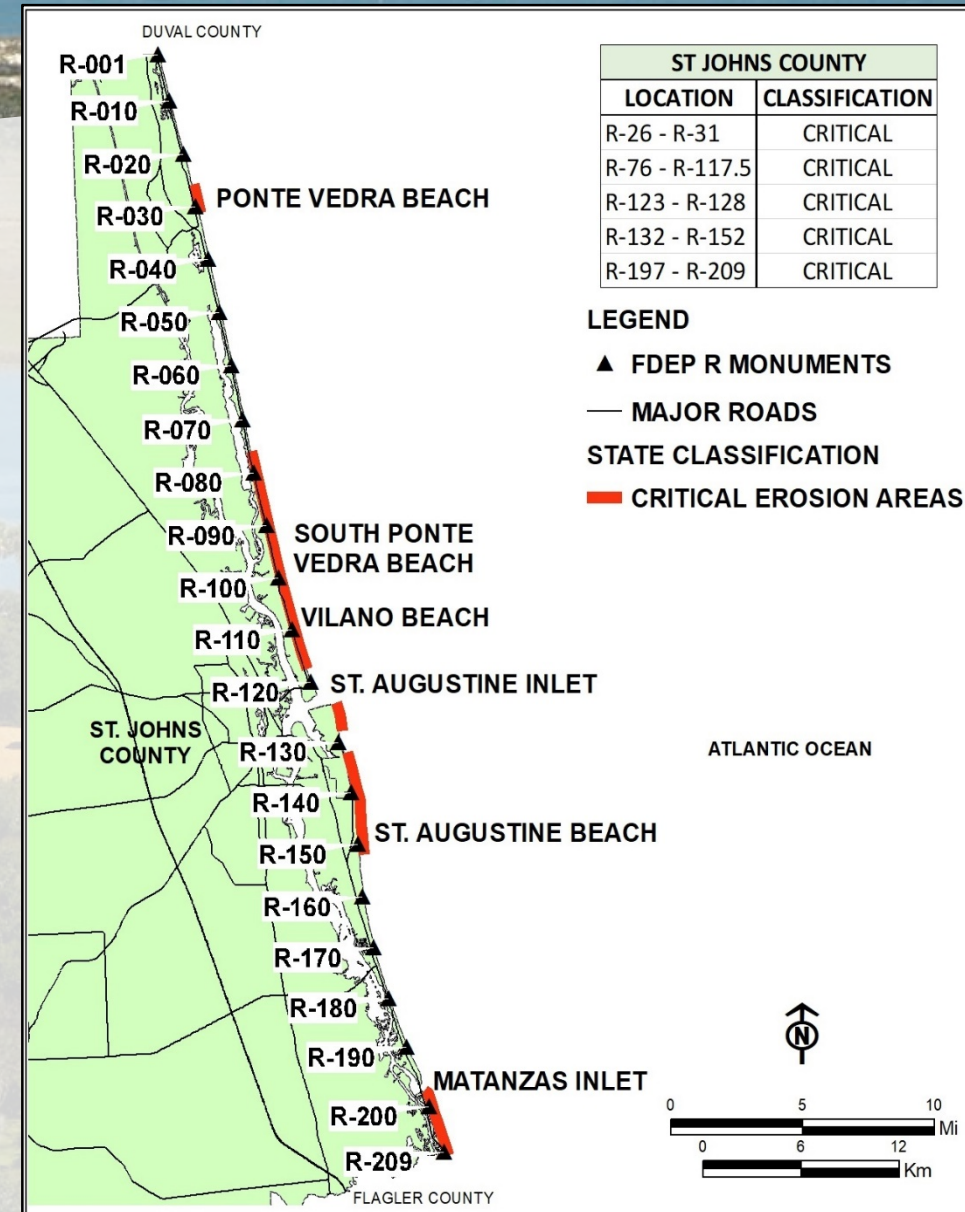 DUVAL COUNTY
R-001
R-010
R-020
R-030
PONTE VEDRA BEACH
R-040
R-050
R-060
R-070
R-080
R-090
SOUTH PONTE
VEDRA BEACH
R-100
VILANO BEACH
R-110
R-120
ST. AUGUSTINE INLET
ST. JOHNS
COUNTY
R-130
ATLANTIC OCEAN
R-140
ST. AUGUSTINE BEACH
R-150
R-160
R-170
R-180
R-190
MATANZAS INLET
R-200
R-209
FLAGLER COUNTY
ST JOHNS COUNTY
LOCATION CLASSIFICATION
R-26 - R-31 CRITICAL
R-76 - R-117.5 CRITICAL
R-123 - R-128 CRITICAL
R-132 - R-152 CRITICAL
R-197 - R-209 CRITICAL
LEGEND
FDEP R MONUMENTS
MAJOR ROADS
STATE CLASSIFICATION
CRITICAL EROSION AREAS
N
0 5 10
Mi
0 6 12
Km